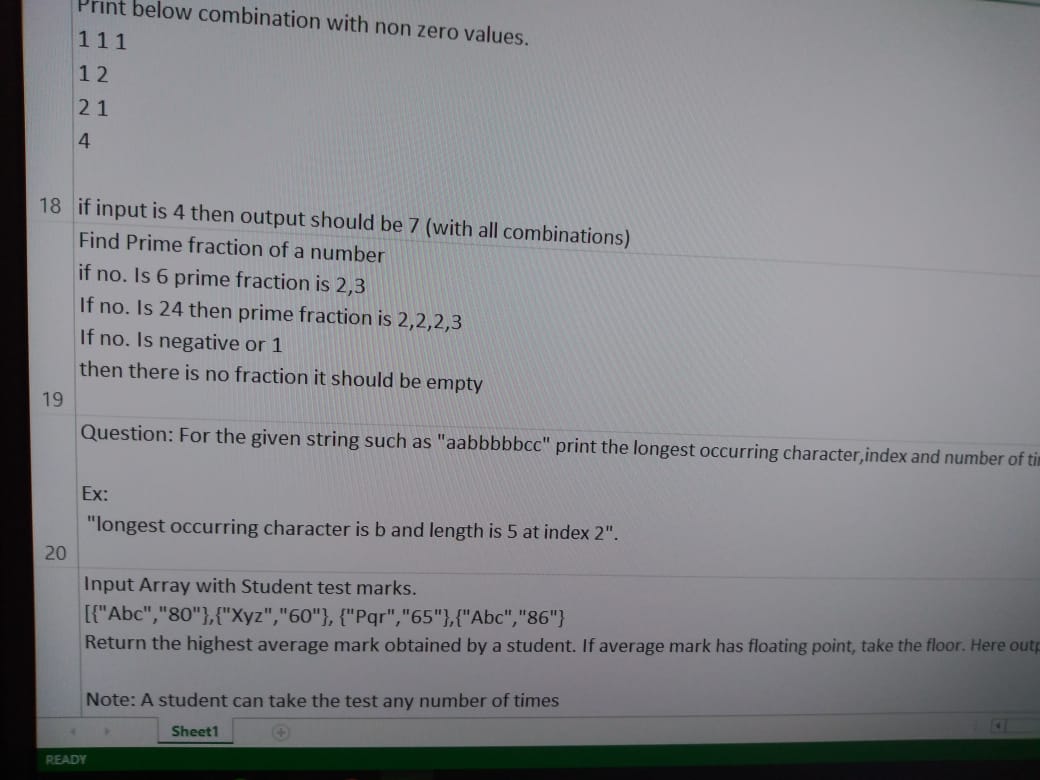 Print below combination with non zero values.
1 1 1
1 2
2 1
4
18 if input is 4 then output should be 7 (with all combinations)
Find Prime fraction of a number
if no. Is 6 prime fraction is 2,3
If no. Is 24 then prime fraction is 2,2,2,3
If no. Is negative or 1
then there is no fraction it should be empty
19
Question: For the given string such as "aabbbbbcc" print the longest occurring character,index and number of
Ex:
"longest occurring character is b and length is 5 at index 2".
20
Input Array with Student test marks.
[{"Abc","80"},{"Xyz","60"}, {"Pqr","65"},{"Abc","86"}
Return the highest average mark obtained by a student. If average mark has floating point, take the floor. Here
Note: A student can take the test any number of times
Sheet1
READY